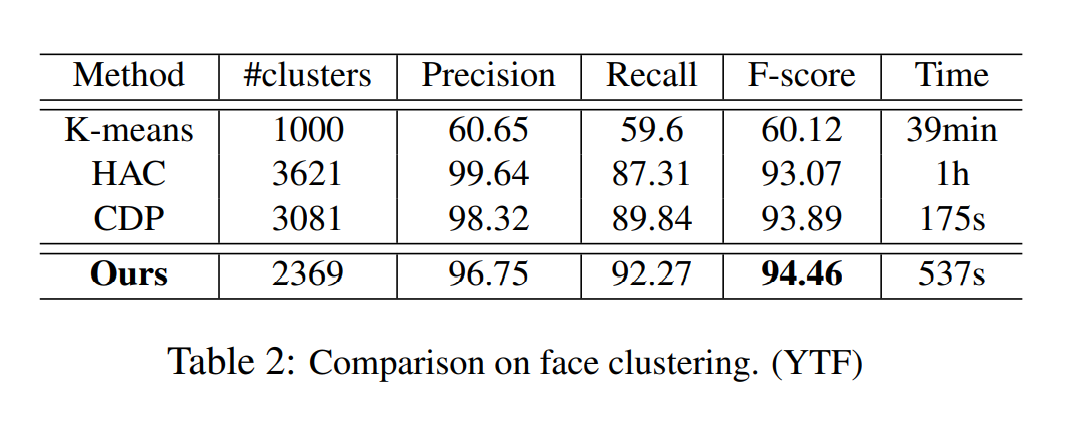 Method #clusters Precision Recall F-score Time
K-means 1000 60.65 59.6 60.12 39min
HAC 3621 99.64 87.31 93.07 1h
CDP 3081 98.32 89.84 93.89 175s
Ours 2369 96.75 92.27 94.46 537s
Table 2: Comparison on face clustering. (YTF)